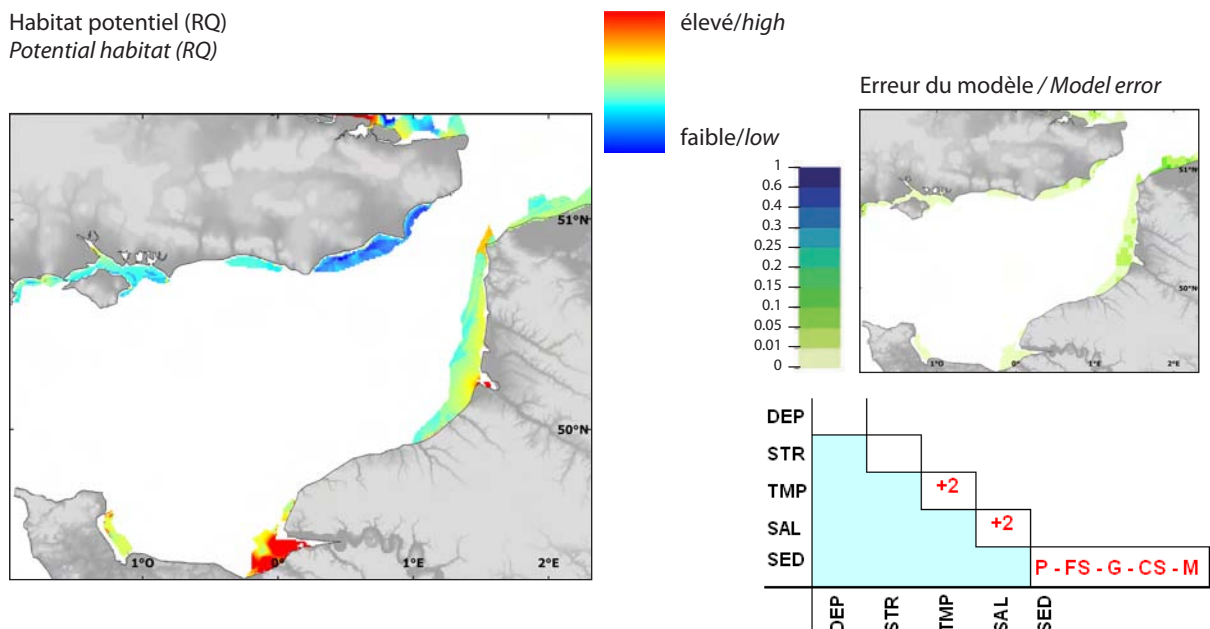 Habitat potentiel (RQ)
Potential habitat (RQ)
élevé/high
faible/low
Erreur du modèle / Model error
51°N
50°N
1°O
0°
1°E
2°E
1
0.6
0.4
0.3
0.25
0.2
0.15
0.1
0.05
0.01
0
51°N
50°N
1°O
0°
1°E
2°E
DEP
STR
TMP
+2
SAL
+2
SED
P - FS - G - CS - M
DEP
STR
TMP
SAL
SED